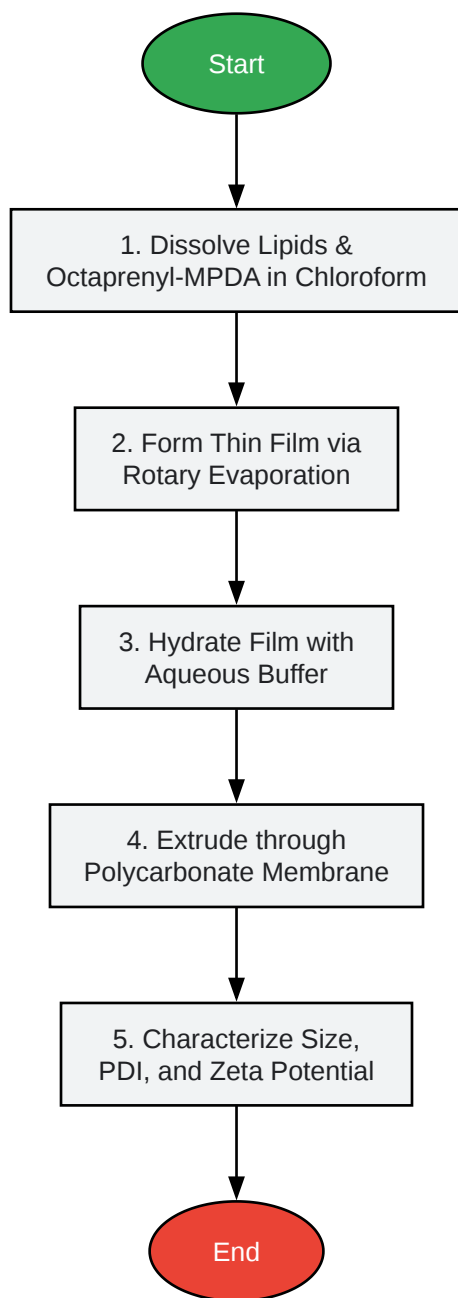 Start
1. Dissolve Lipids &
Octaprenyl-MPDA in Chloroform
2. Form Thin Film via
Rotary Evaporation
3. Hydrate Film with
Aqueous Buffer
4. Extrude through
Polycarbonate Membrane
5. Characterize Size,
PDI, and Zeta Potential
End